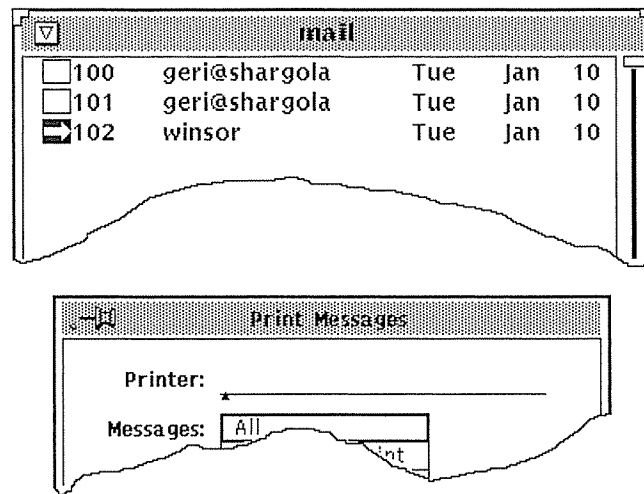 mail
100 geri@shargola Tue Jan 10
101 geri@shargola Tue Jan 10
102 winsor Tue Jan 10
Print Messages
Printer:
Messages: All